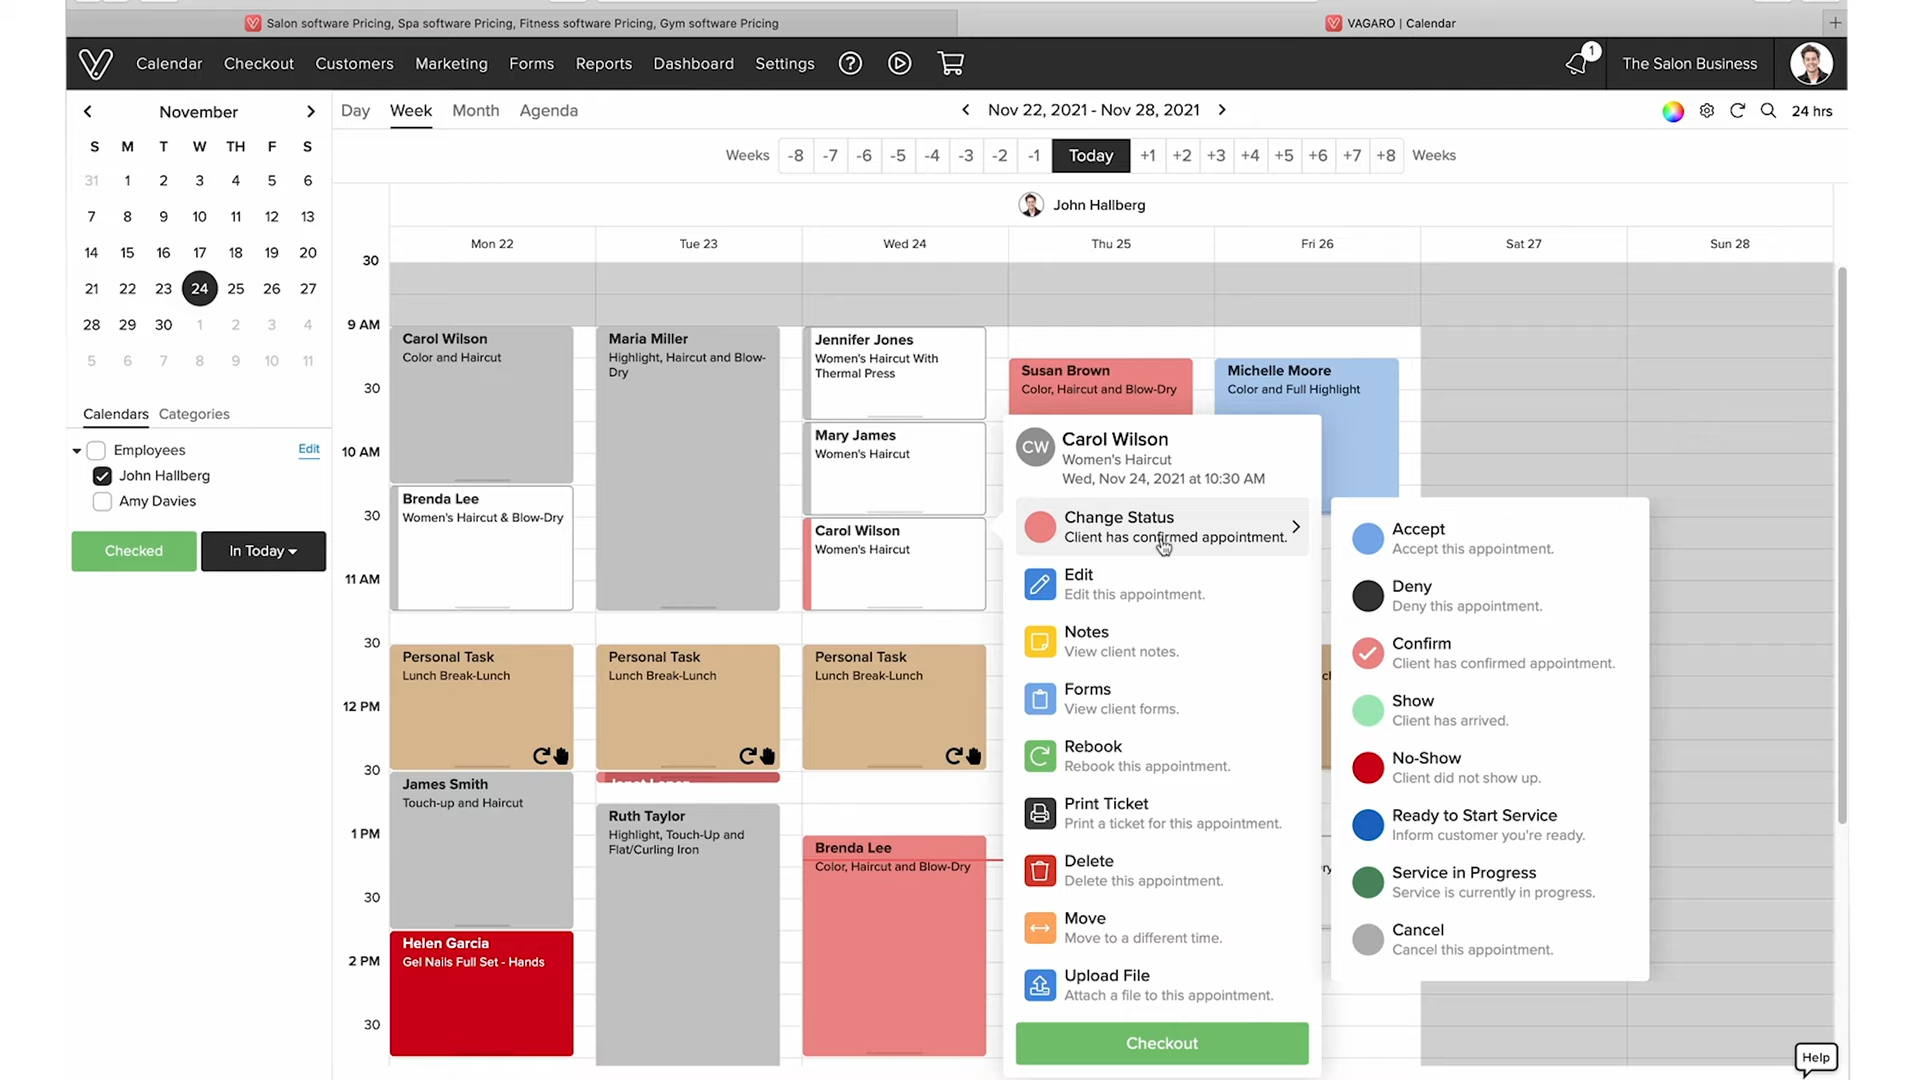 Salon software Pricing, Spa software Pricing, Fitness software Pricing, Gym software Pricing
VAGARO | Calendar
Calendar Checkout Customers Marketing Forms Reports Dashboard Settings
1
The Salon Business
November
Day Week Month Agenda
Nov 22, 2021 - Nov 28, 2021
24 hrs
S M T W TH F S
31 1 2 3 4 5 6
7 8 9 10 11 12 13
14 15 16 17 18 19 20
21 22 23 24 25 26 27
28 29 30 1 2 3 4
5 6 7 8 9 10 11
Weeks -8 -7 -6 -5 -4 -3 -2 -1 Today +1 +2 +3 +4 +5 +6 +7 +8 Weeks
John Hallberg
Mon 22 Tue 23 Wed 24 Thu 25 Fri 26 Sat 27 Sun 28
Calendars Categories
Employees Edit
John Hallberg
Amy Davies
Checked In Today
30
9 AM
30
10 AM
30
11 AM
30
12 PM
30
1 PM
30
2 PM
30
Carol Wilson
Color and Haircut
Brenda Lee
Women's Haircut & Blow-Dry
Personal Task
Lunch Break-Lunch
James Smith
Touch-up and Haircut
Helen Garcia
Gel Nails Full Set - Hands
Maria Miller
Highlight, Haircut and Blow-
Dry
Personal Task
Lunch Break-Lunch
Ruth Taylor
Highlight, Touch-Up and
Flat/Curling Iron
Jennifer Jones
Women's Haircut With
Thermal Press
Mary James
Women's Haircut
Carol Wilson
Women's Haircut
Personal Task
Lunch Break-Lunch
Brenda Lee
Color, Haircut and Blow-Dry
Susan Brown
Color, Haircut and Blow-Dry
Michelle Moore
Color and Full Highlight
CW
Carol Wilson
Women's Haircut
Wed, Nov 24, 2021 at 10:30 AM
Change Status
Client has confirmed appointment.
Edit
Edit this appointment.
Notes
View client notes.
Forms
View client forms.
Rebook
Rebook this appointment.
Print Ticket
Print a ticket for this appointment.
Delete
Delete this appointment.
Move
Move to a different time.
Upload File
Attach a file to this appointment.
Checkout
Accept
Accept this appointment.
Deny
Deny this appointment.
Confirm
Client has confirmed appointment.
Show
Client has arrived.
No-Show
Client did not show up.
Ready to Start Service
Inform customer you're ready.
Service in Progress
Service is currently in progress.
Cancel
Cancel this appointment.
Help